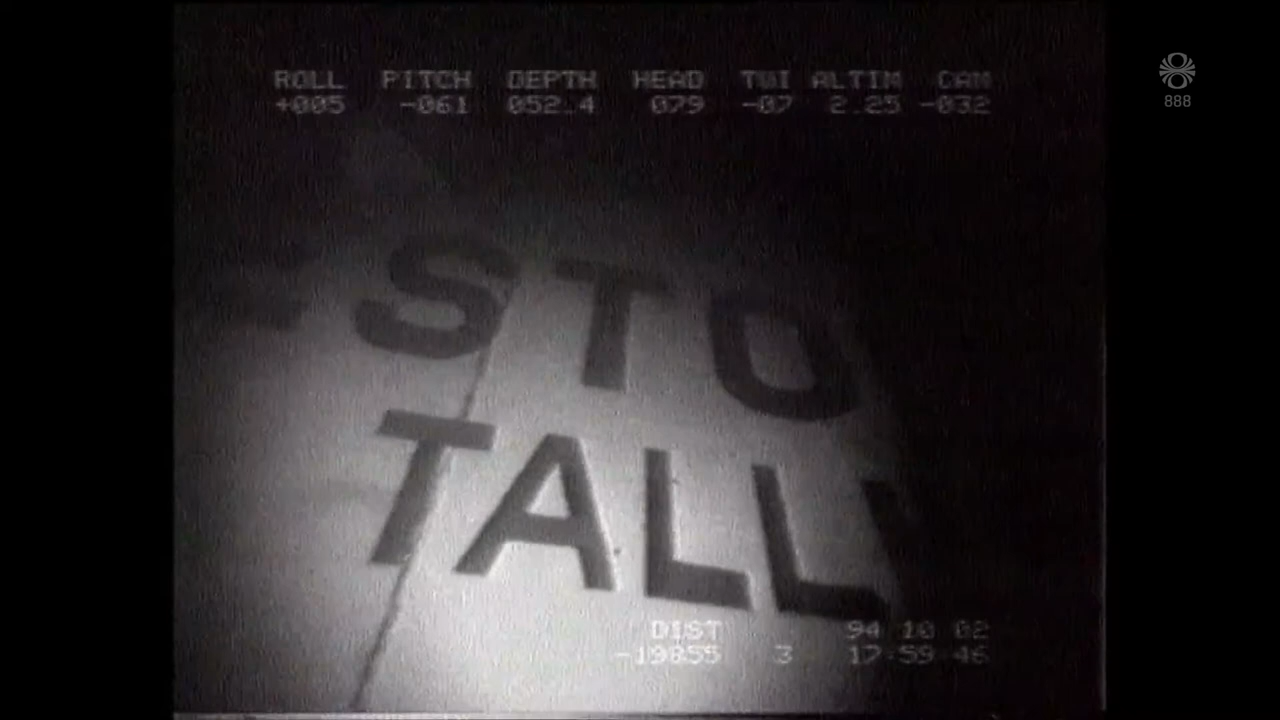 ROLL PITCH DEPTH HEAD TWI ALTIM CAM
+005 -061 052.4 079 -07 2.25 -032
888
STO
TALL
DIST 94 10 02
-19855 3 17:59:46